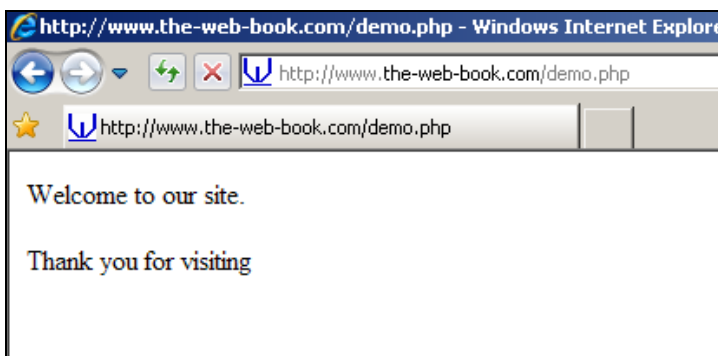 http://www.the-web-book.com/demo.php - Windows Internet Explore
http://www.the-web-book.com/demo.php
http://www.the-web-book.com/demo.php
Welcome to our site.
Thank you for visiting